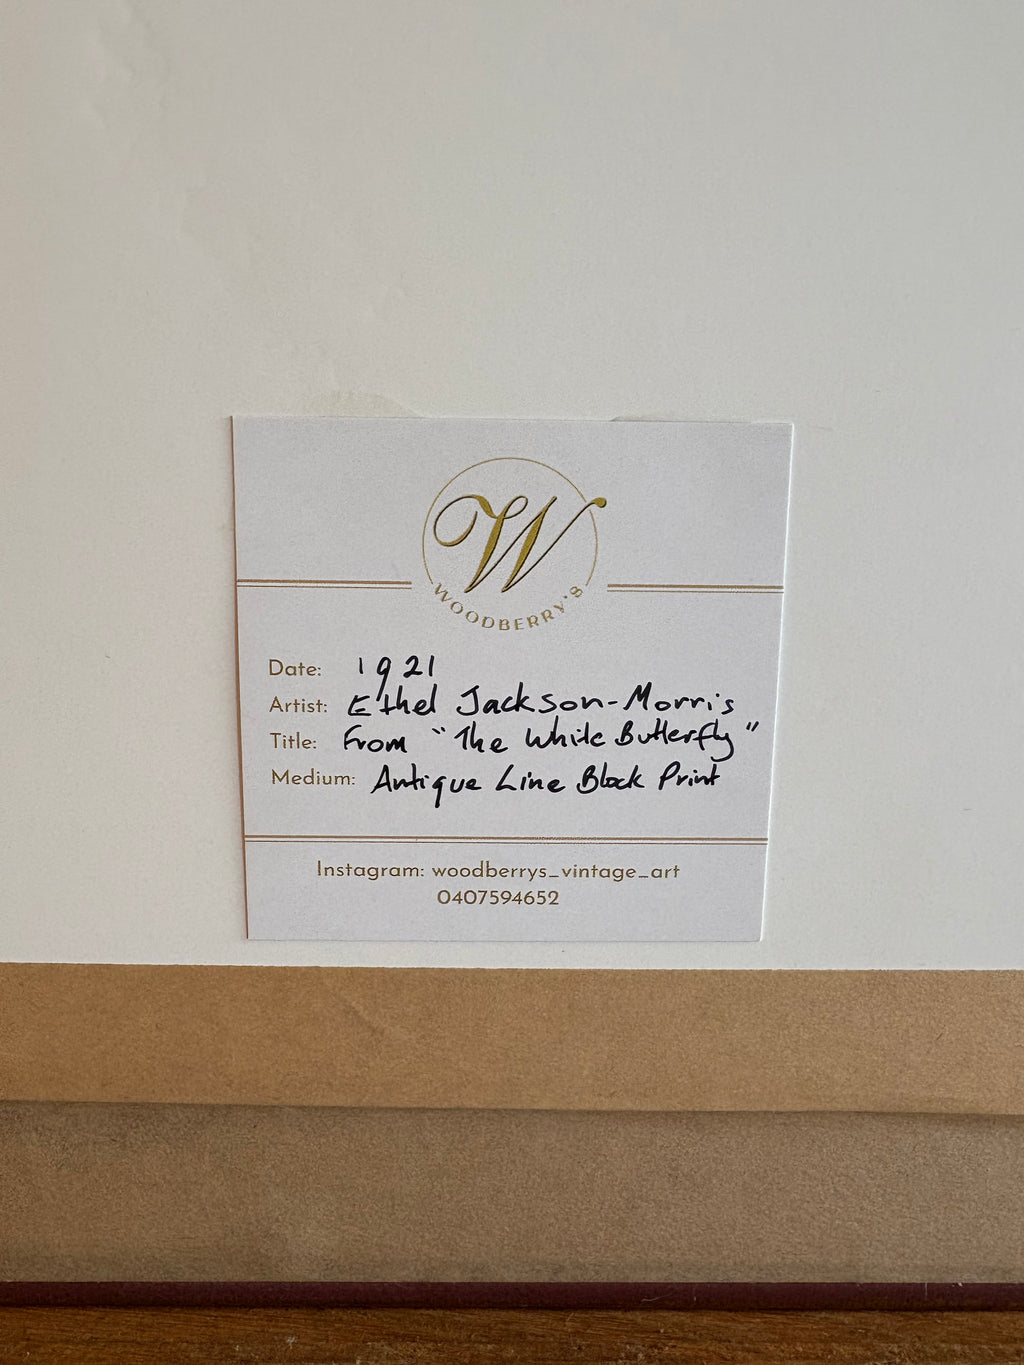 W
WOODBERRY'S
Date: 1921
Artist: Ethel Jackson-Morris
Title: From "The White Butterfly"
Medium: Antique Line Block Print
Instagram: woodberrys_vintage_art
0407594652